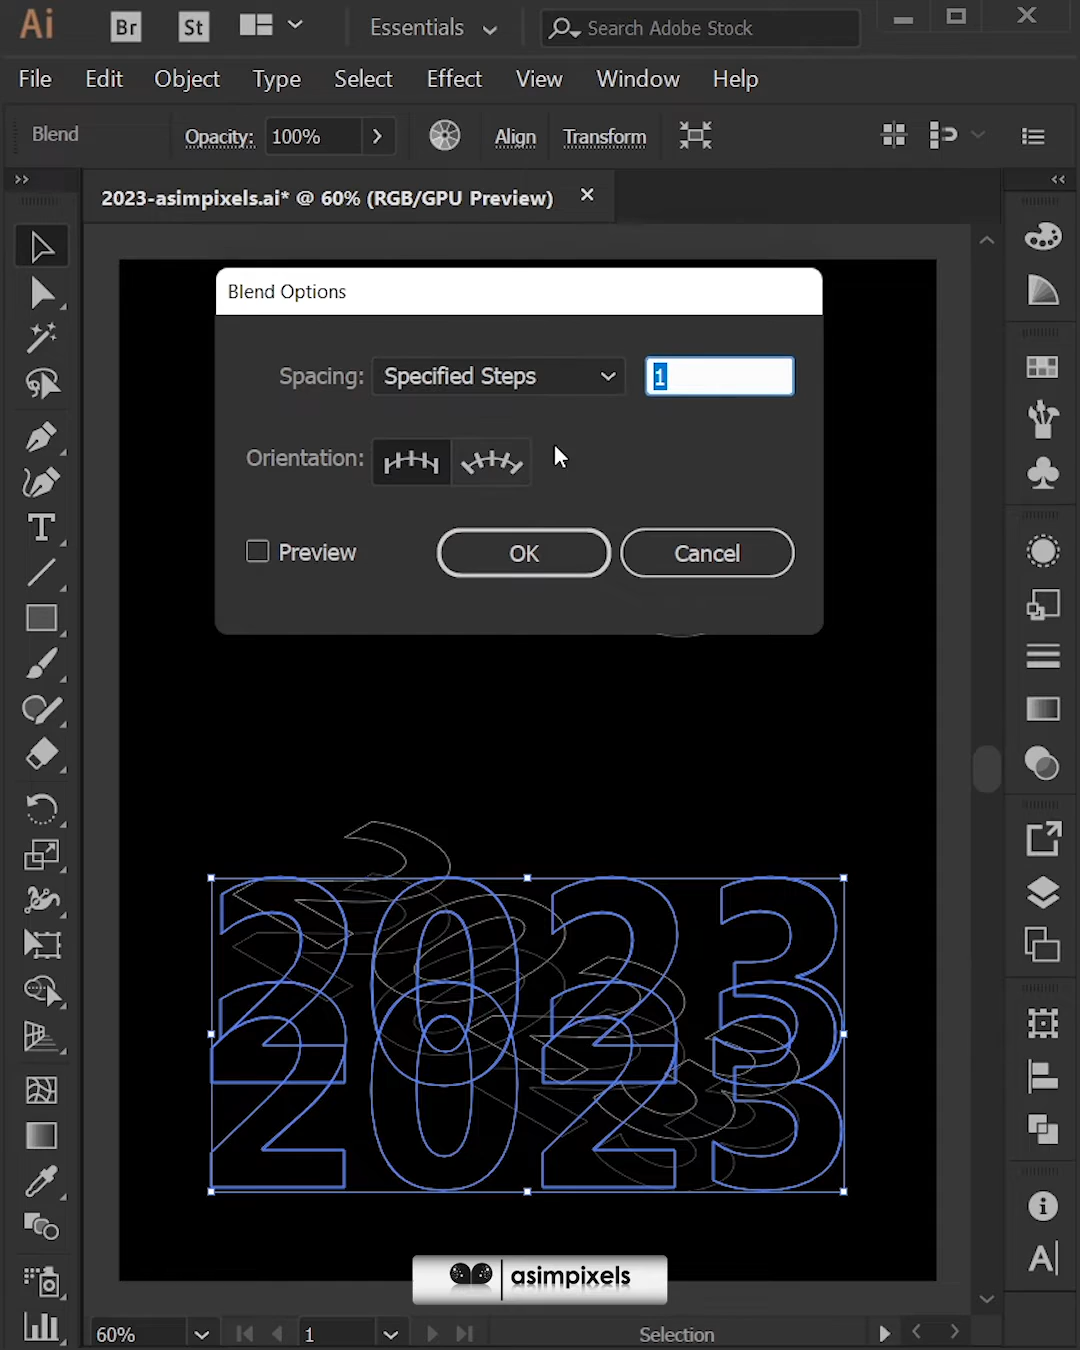 Ai Br St Essentials Search Adobe Stock
File Edit Object Type Select Effect View Window Help
Blend Opacity: 100% Align Transform
2023-asimpixels.ai* @ 60% (RGB/GPU Preview)
Blend Options
Spacing: Specified Steps 1
Orientation:
Preview OK Cancel
2023
2023
asimpixels
60% 1 Selection